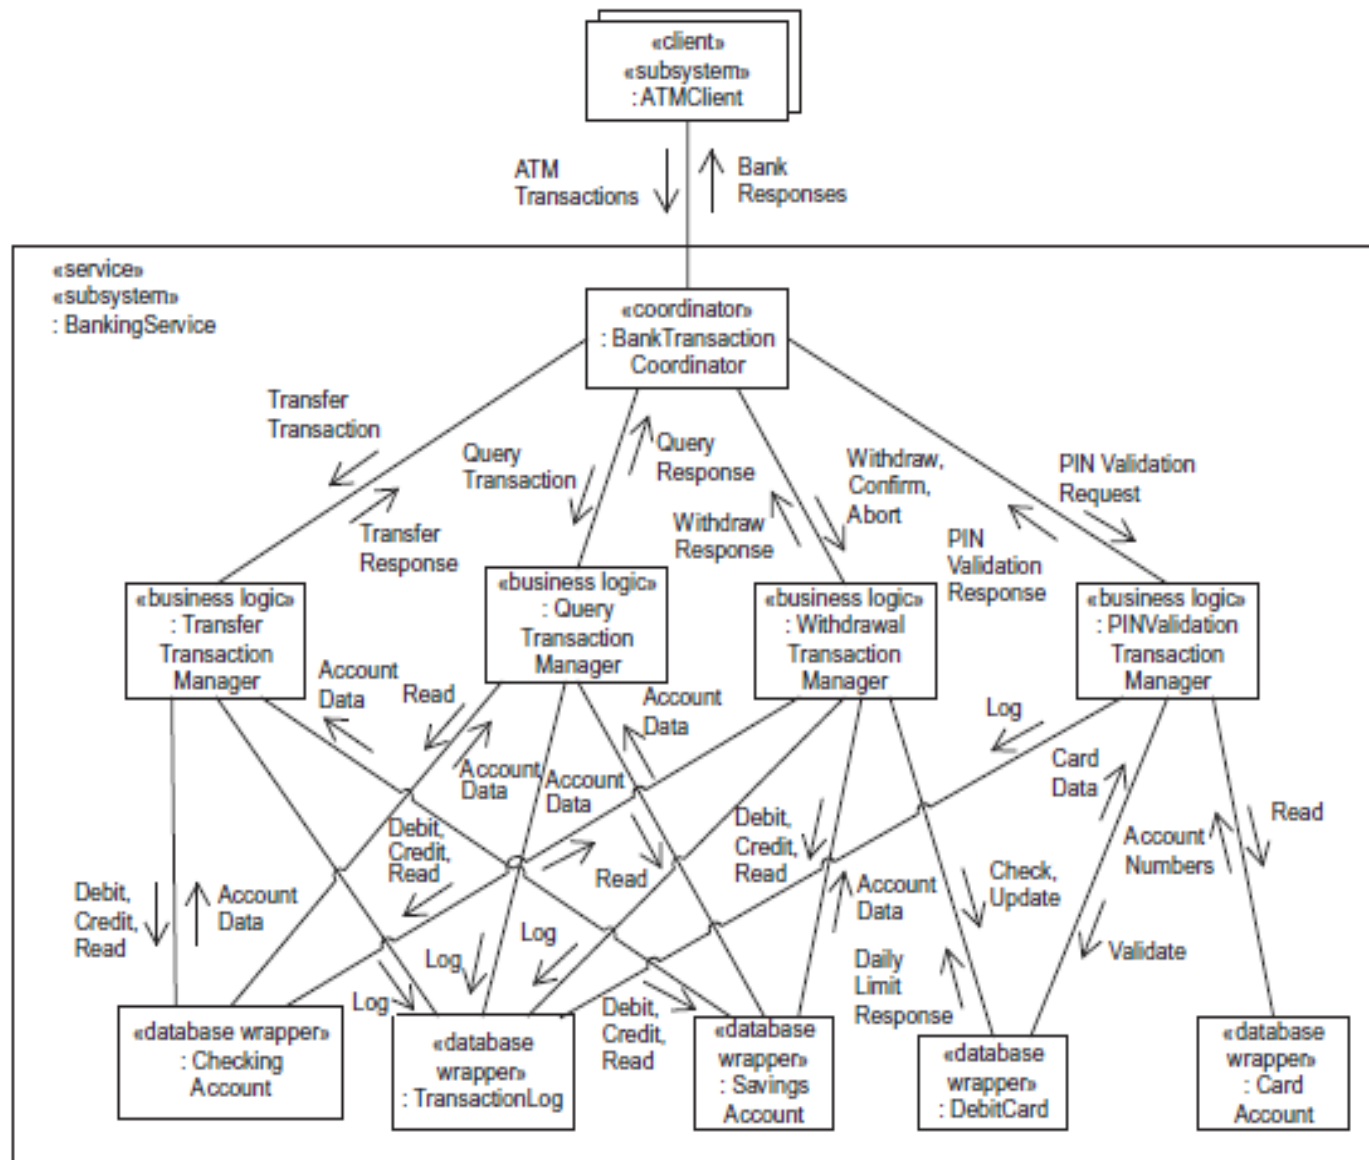 «client»
«subsystem»
: ATMClient
ATM
Transactions
Bank
Responses
«service»
«subsystem»
: BankingService
«coordinator»
: BankTransaction
Coordinator
Transfer
Transaction
Query
Transaction
Query
Response
Withdraw,
Confirm,
Abort
PIN Validation
Request
Transfer
Response
Withdraw
Response
PIN
Validation
Response
«business logic»
: Transfer
Transaction
Manager
«business logic»
: Query
Transaction
Manager
«business logic»
: Withdrawal
Transaction
Manager
«business logic»
: PINValidation
Transaction
Manager
Account
Data
Read
Account
Data
Log
Card
Data
Account
Data
Account
Data
Debit,
Credit,
Read
Read
Debit,
Credit,
Read
Read
Account
Numbers
Debit,
Credit,
Read
Account
Data
Account
Data
Check,
Update
Validate
Log
Log
Log
Debit,
Credit,
Read
Daily
Limit
Response
«database wrapper»
: Checking
Account
«database
wrapper»
: TransactionLog
«database
wrapper»
: Savings
Account
«database
wrapper»
: DebitCard
«database
wrapper»
: Card
Account